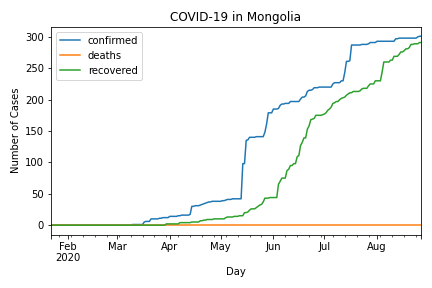 COVID-19 in Mongolia
confirmed
deaths
recovered
Number of Cases
300
250
200
150
100
50
0
Feb Mar Apr May Jun Jul Aug
2020
Day